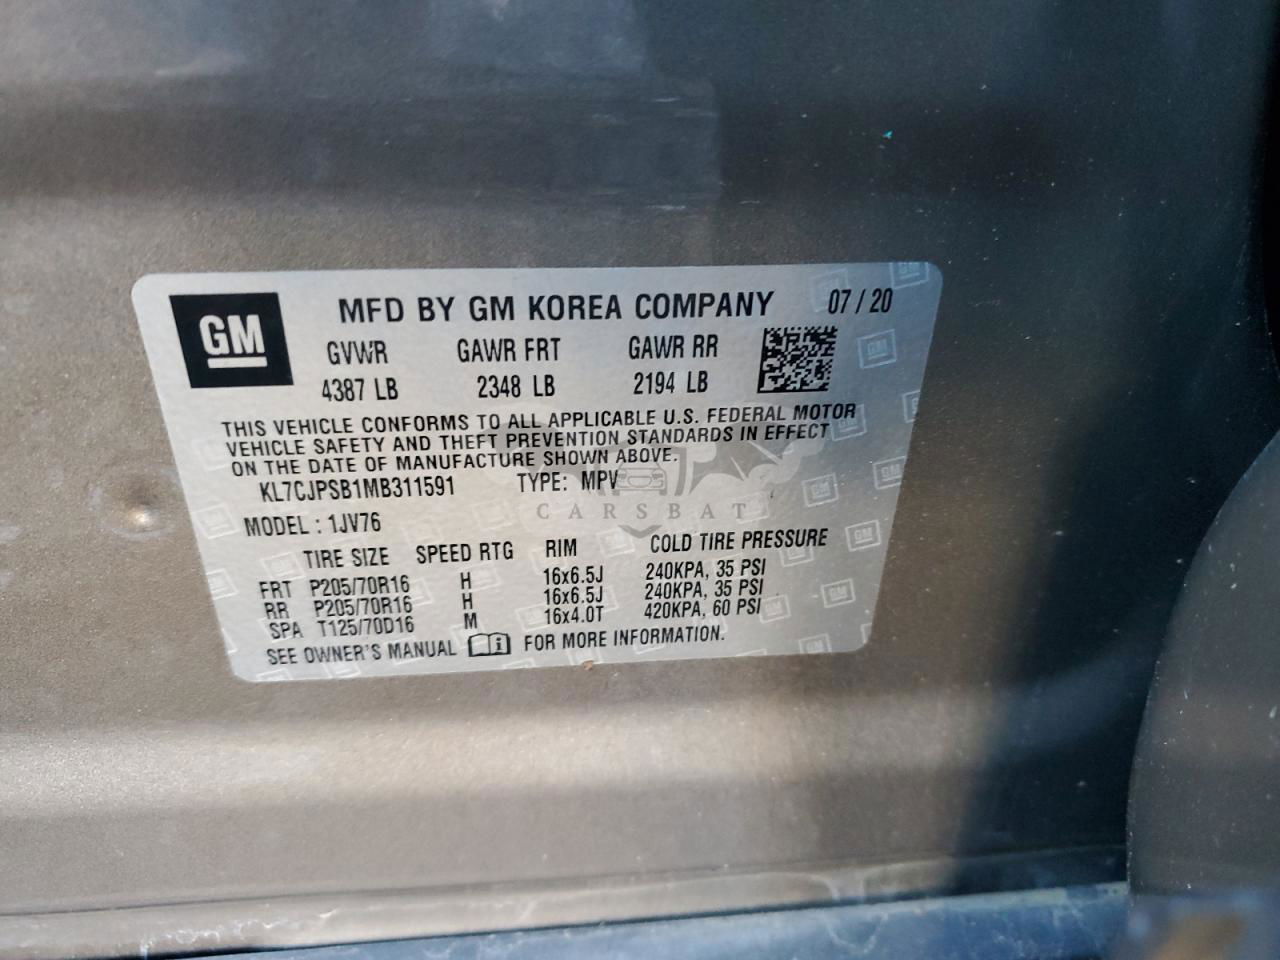 GM MFD BY GM KOREA COMPANY 07 / 20
GVWR GAWR FRT GAWR RR
4387 LB 2348 LB 2194 LB
THIS VEHICLE CONFORMS TO ALL APPLICABLE U.S. FEDERAL MOTOR
VEHICLE SAFETY AND THEFT PREVENTION STANDARDS IN EFFECT
ON THE DATE OF MANUFACTURE SHOWN ABOVE.
KL7CJPSB1MB311591 TYPE: MPV
CARSBAT
MODEL : 1JV76
TIRE SIZE SPEED RTG RIM COLD TIRE PRESSURE
FRT P205/70R16 H 16x6.5J 240KPA, 35 PSI
RR P205/70R16 H 16x6.5J 240KPA, 35 PSI
SPA T125/70D16 M 16x4.0T 420KPA, 60 PSI
SEE OWNER'S MANUAL FOR MORE INFORMATION.